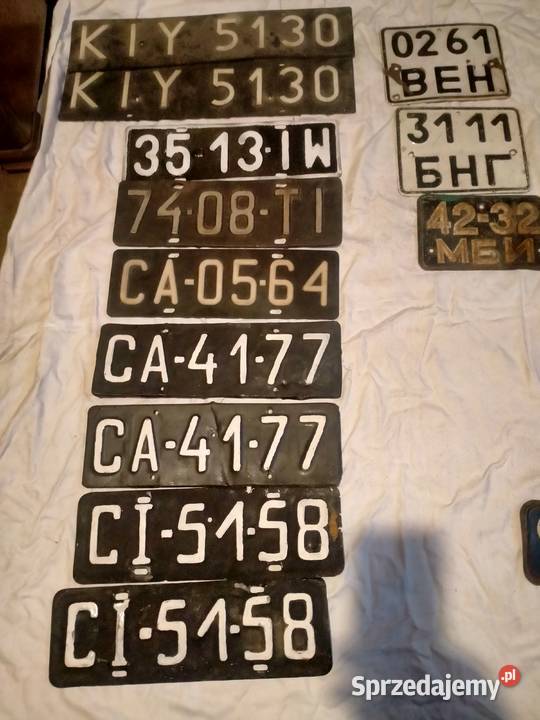 KIY 5130
KIY 5130
35-13-IW
74-08-TI
CA-05-64
CA-41-77
CA-41-77
CI-51-58
CI-51-58
0261
BEH
3111
БНГ
42-32
МБИ
Sprzedajemy.pl